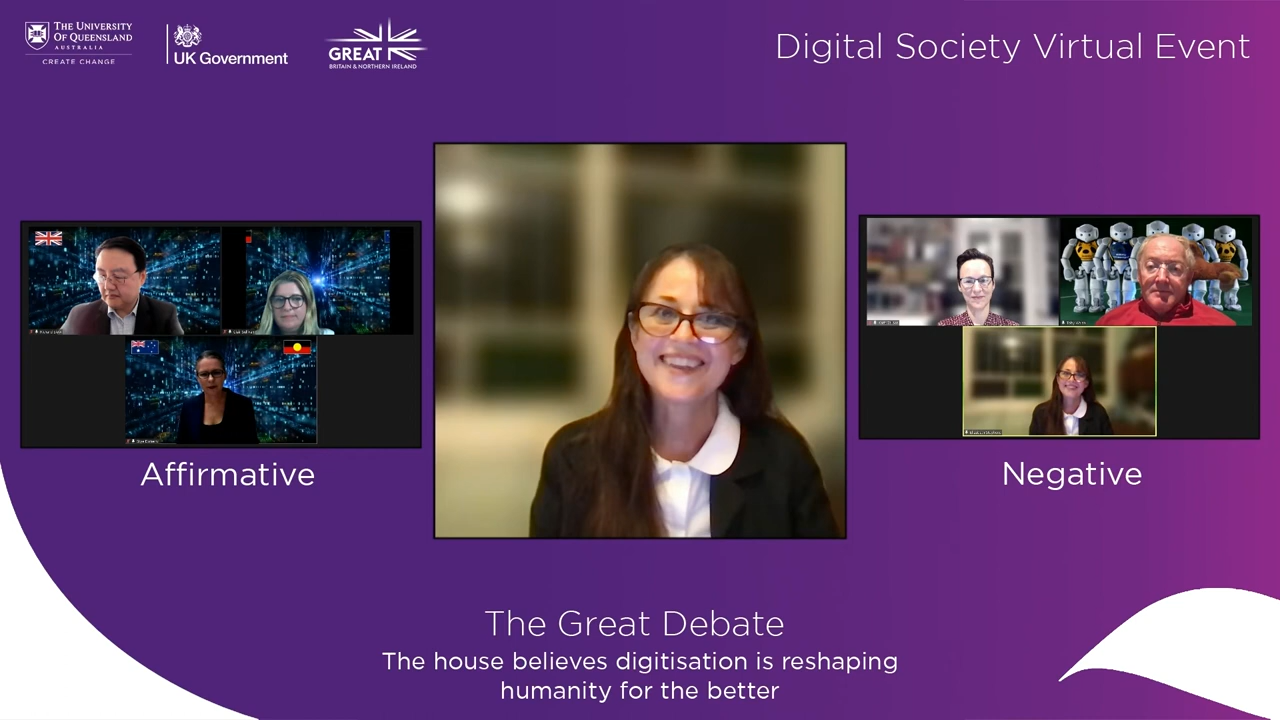 THE UNIVERSITY
OF QUEENSLAND
AUSTRALIA
CREATE CHANGE
UK Government
GREAT
BRITAIN & NORTHERN IRELAND
Digital Society Virtual Event
Affirmative
Negative
The Great Debate
The house believes digitisation is reshaping
humanity for the better